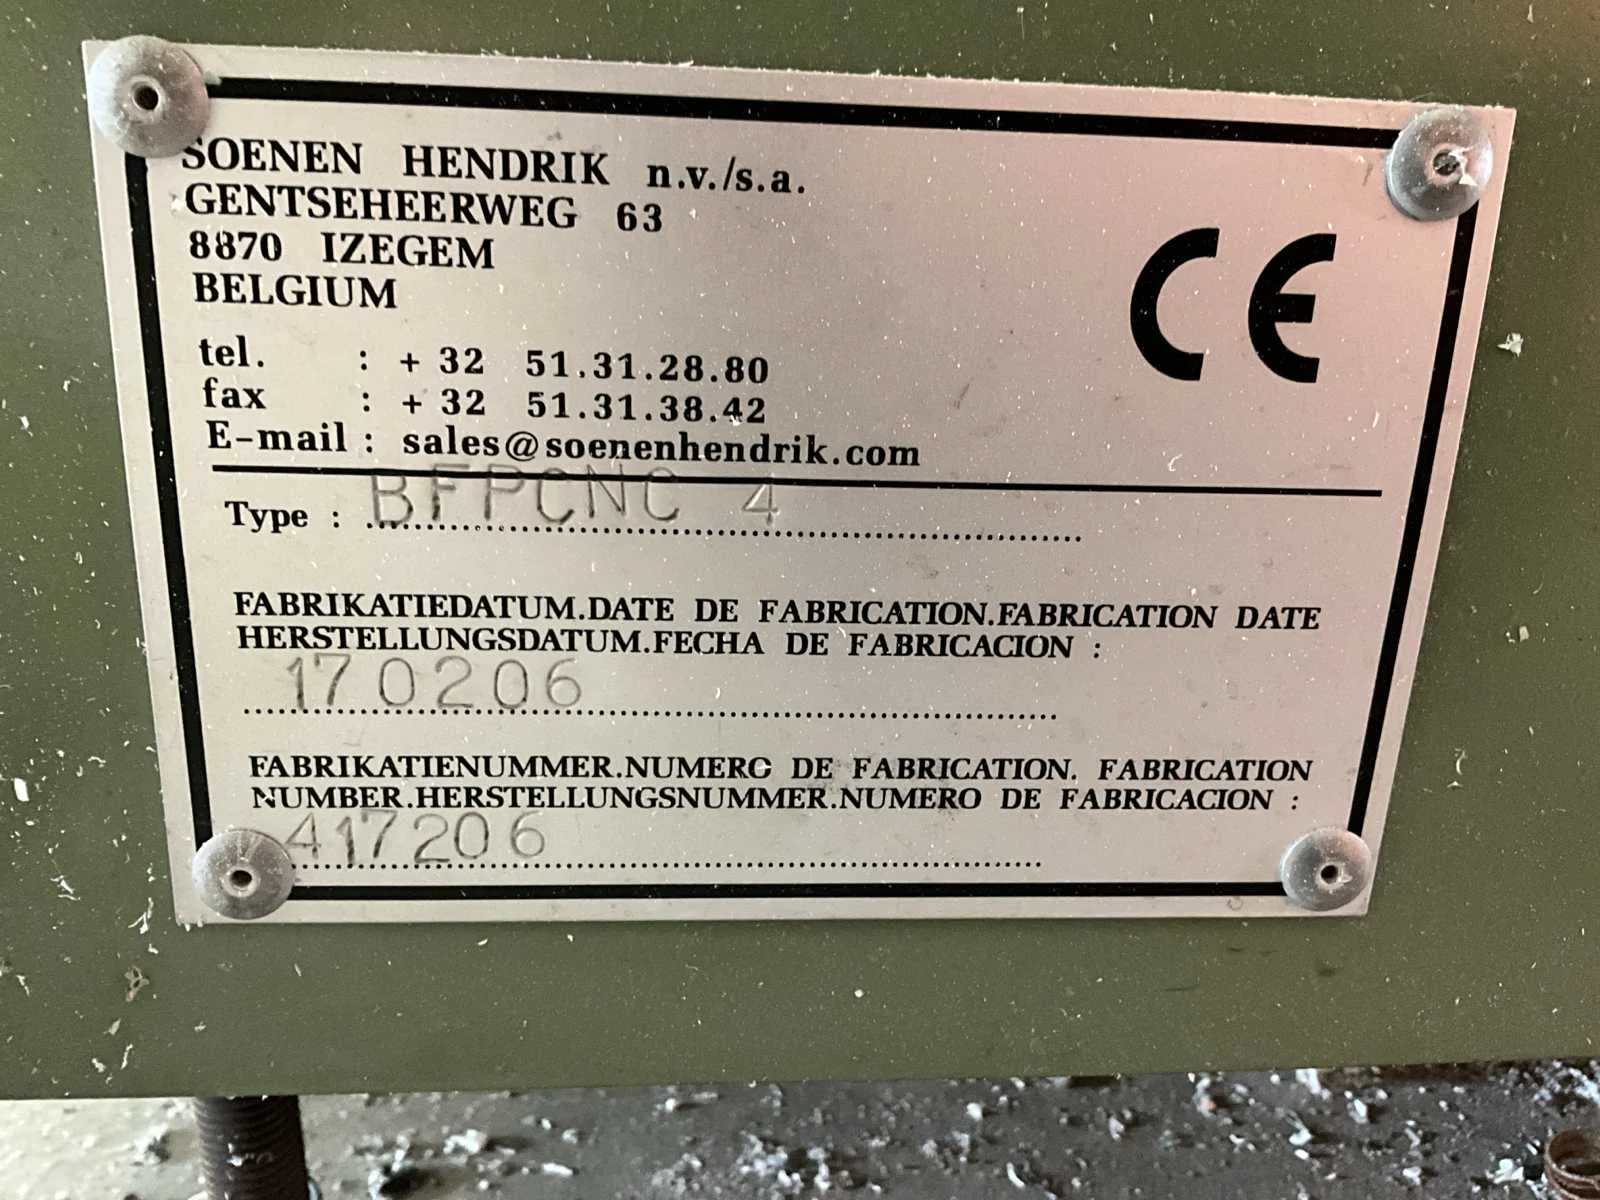 SOENEN HENDRIK n.v./s.a.
GENTSEHEERWEG 63
8870 IZEGEM
BELGIUM
CE
tel. : + 32 51.31.28.80
fax : + 32 51.31.38.42
E-mail : sales@soenenhendrik.com
Type : BFPCNC 4
FABRIKATIEDATUM.DATE DE FABRICATION.FABRICATION DATE
HERSTELLUNGSDATUM.FECHA DE FABRICACION :
170206
FABRIKATIENUMMER.NUMERO DE FABRICATION. FABRICATION
NUMBER.HERSTELLUNGSNUMMER.NUMERO DE FABRICACION :
417206